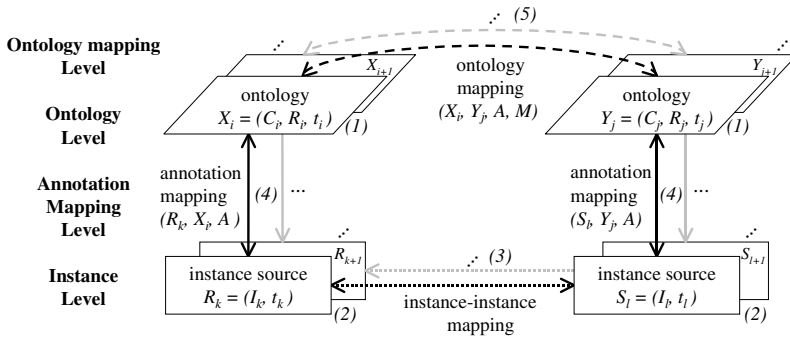 ⋰ (5)
Ontology mapping
Level
⋰
X_{i+1}
⋰
Y_{j+1}
ontology
X_i = (C_i, R_i, t_i)
(1)
ontology
mapping
(X_i, Y_j, A, M)
ontology
Y_j = (C_j, R_j, t_j)
(1)
Ontology
Level
Annotation
Mapping
Level
annotation
mapping
(R_k, X_i, A)
(4)
...
annotation
mapping
(S_l, Y_j, A)
(4)
...
Instance
Level
⋰
R_{k+1}
instance source
R_k = (I_k, t_k)
(2)
⋰ (3)
instance-instance
mapping
⋰
S_{l+1}
instance source
S_l = (I_l, t_l)
(2)